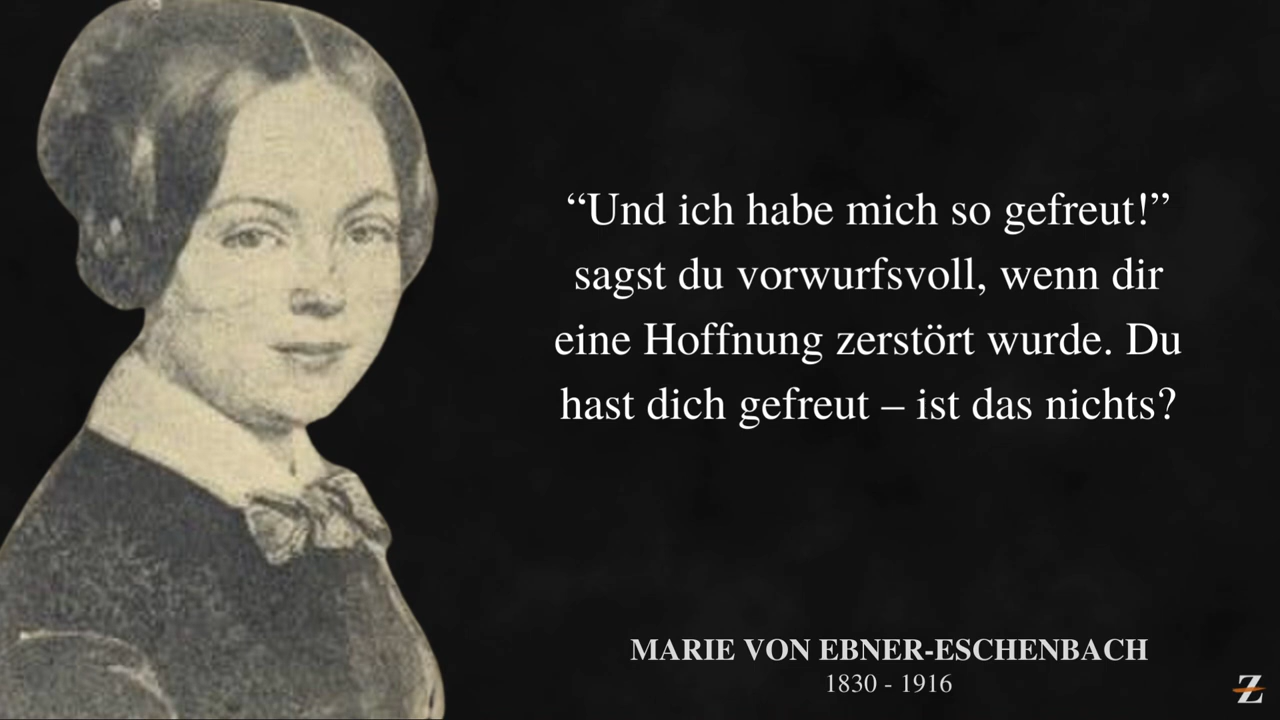 “Und ich habe mich so gefreut!”
sagst du vorwurfsvoll, wenn dir
eine Hoffnung zerstört wurde. Du
hast dich gefreut – ist das nichts?
MARIE VON EBNER-ESCHENBACH
1830 - 1916
Z